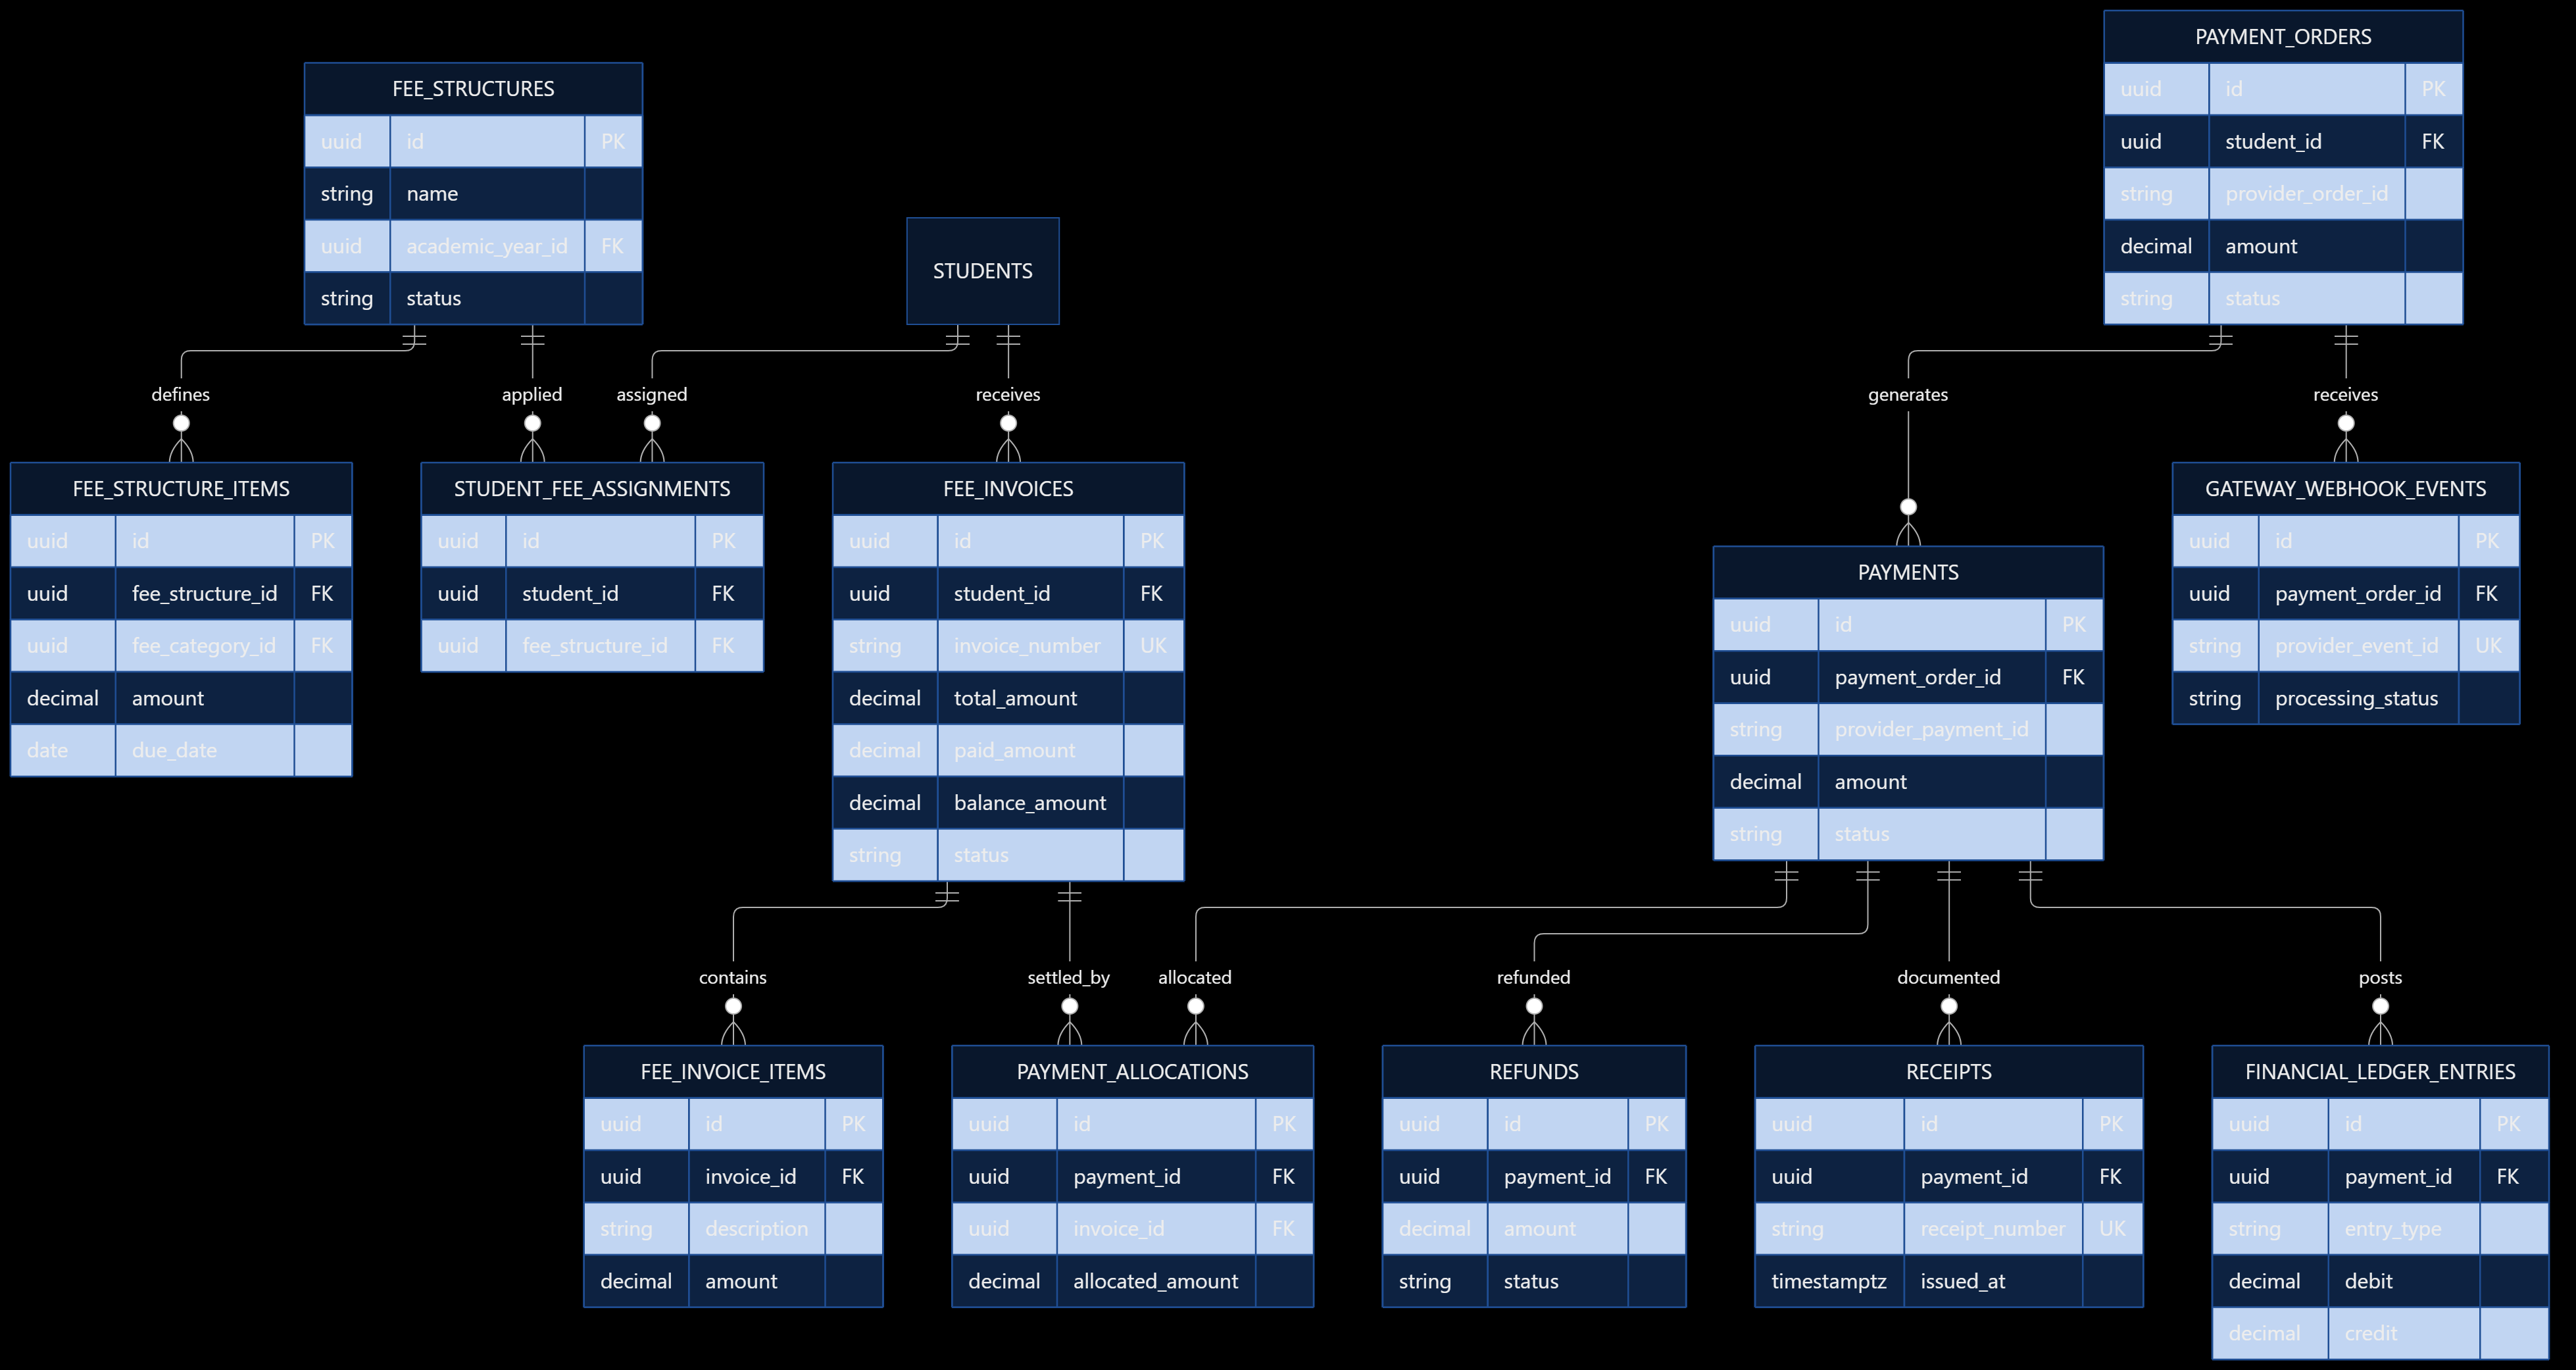 PAYMENT_ORDERS
uuid id PK
uuid student_id FK
string provider_order_id
decimal amount
string status
FEE_STRUCTURES
uuid id PK
string name
uuid academic_year_id FK
string status
STUDENTS
defines
applied
assigned
receives
generates
receives
FEE_STRUCTURE_ITEMS
uuid id PK
uuid fee_structure_id FK
uuid fee_category_id FK
decimal amount
date due_date
STUDENT_FEE_ASSIGNMENTS
uuid id PK
uuid student_id FK
uuid fee_structure_id FK
FEE_INVOICES
uuid id PK
uuid student_id FK
string invoice_number UK
decimal total_amount
decimal paid_amount
decimal balance_amount
string status
PAYMENTS
uuid id PK
uuid payment_order_id FK
string provider_payment_id
decimal amount
string status
GATEWAY_WEBHOOK_EVENTS
uuid id PK
uuid payment_order_id FK
string provider_event_id UK
string processing_status
contains
settled_by
allocated
refunded
documented
posts
FEE_INVOICE_ITEMS
uuid id PK
uuid invoice_id FK
string description
decimal amount
PAYMENT_ALLOCATIONS
uuid id PK
uuid payment_id FK
uuid invoice_id FK
decimal allocated_amount
REFUNDS
uuid id PK
uuid payment_id FK
decimal amount
string status
RECEIPTS
uuid id PK
uuid payment_id FK
string receipt_number UK
timestamptz issued_at
FINANCIAL_LEDGER_ENTRIES
uuid id PK
uuid payment_id FK
string entry_type
decimal debit
decimal credit